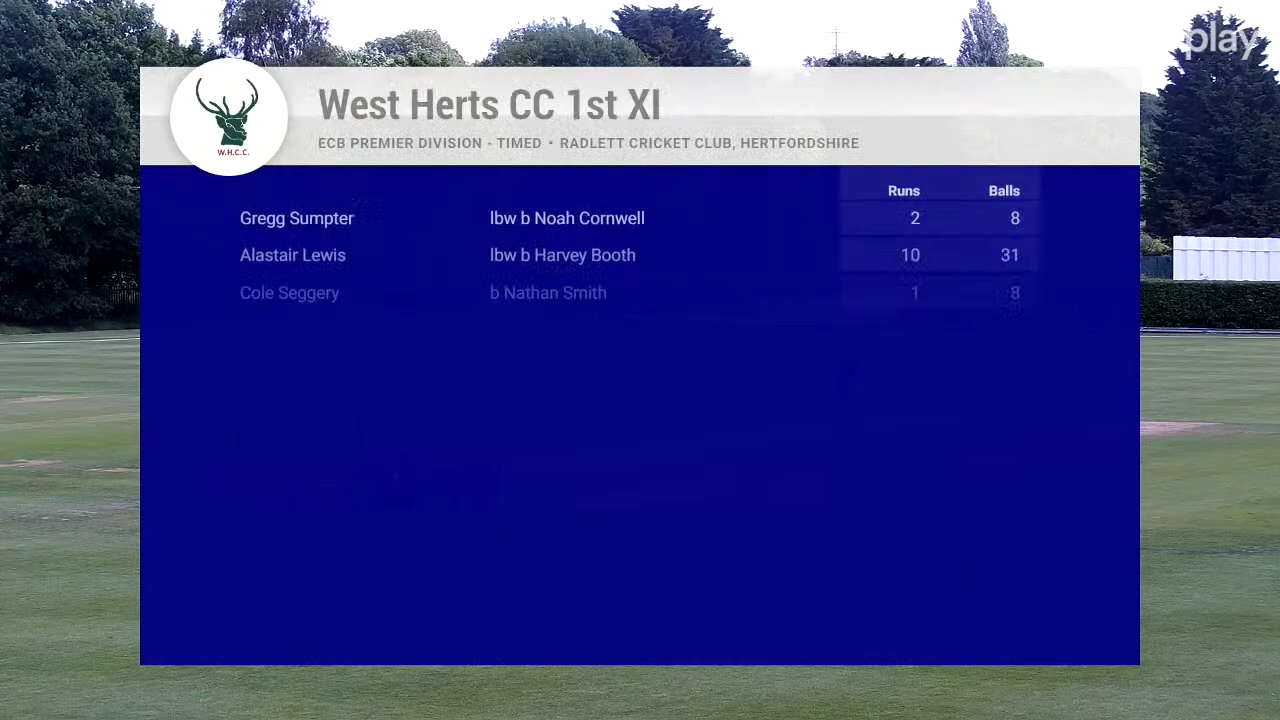 play
West Herts CC 1st XI
ECB PREMIER DIVISION - TIMED • RADLETT CRICKET CLUB, HERTFORDSHIRE
W.H.C.C.
Runs Balls
Gregg Sumpter lbw b Noah Cornwell 2 8
Alastair Lewis lbw b Harvey Booth 10 31
Cole Seggery b Nathan Smith 1 8